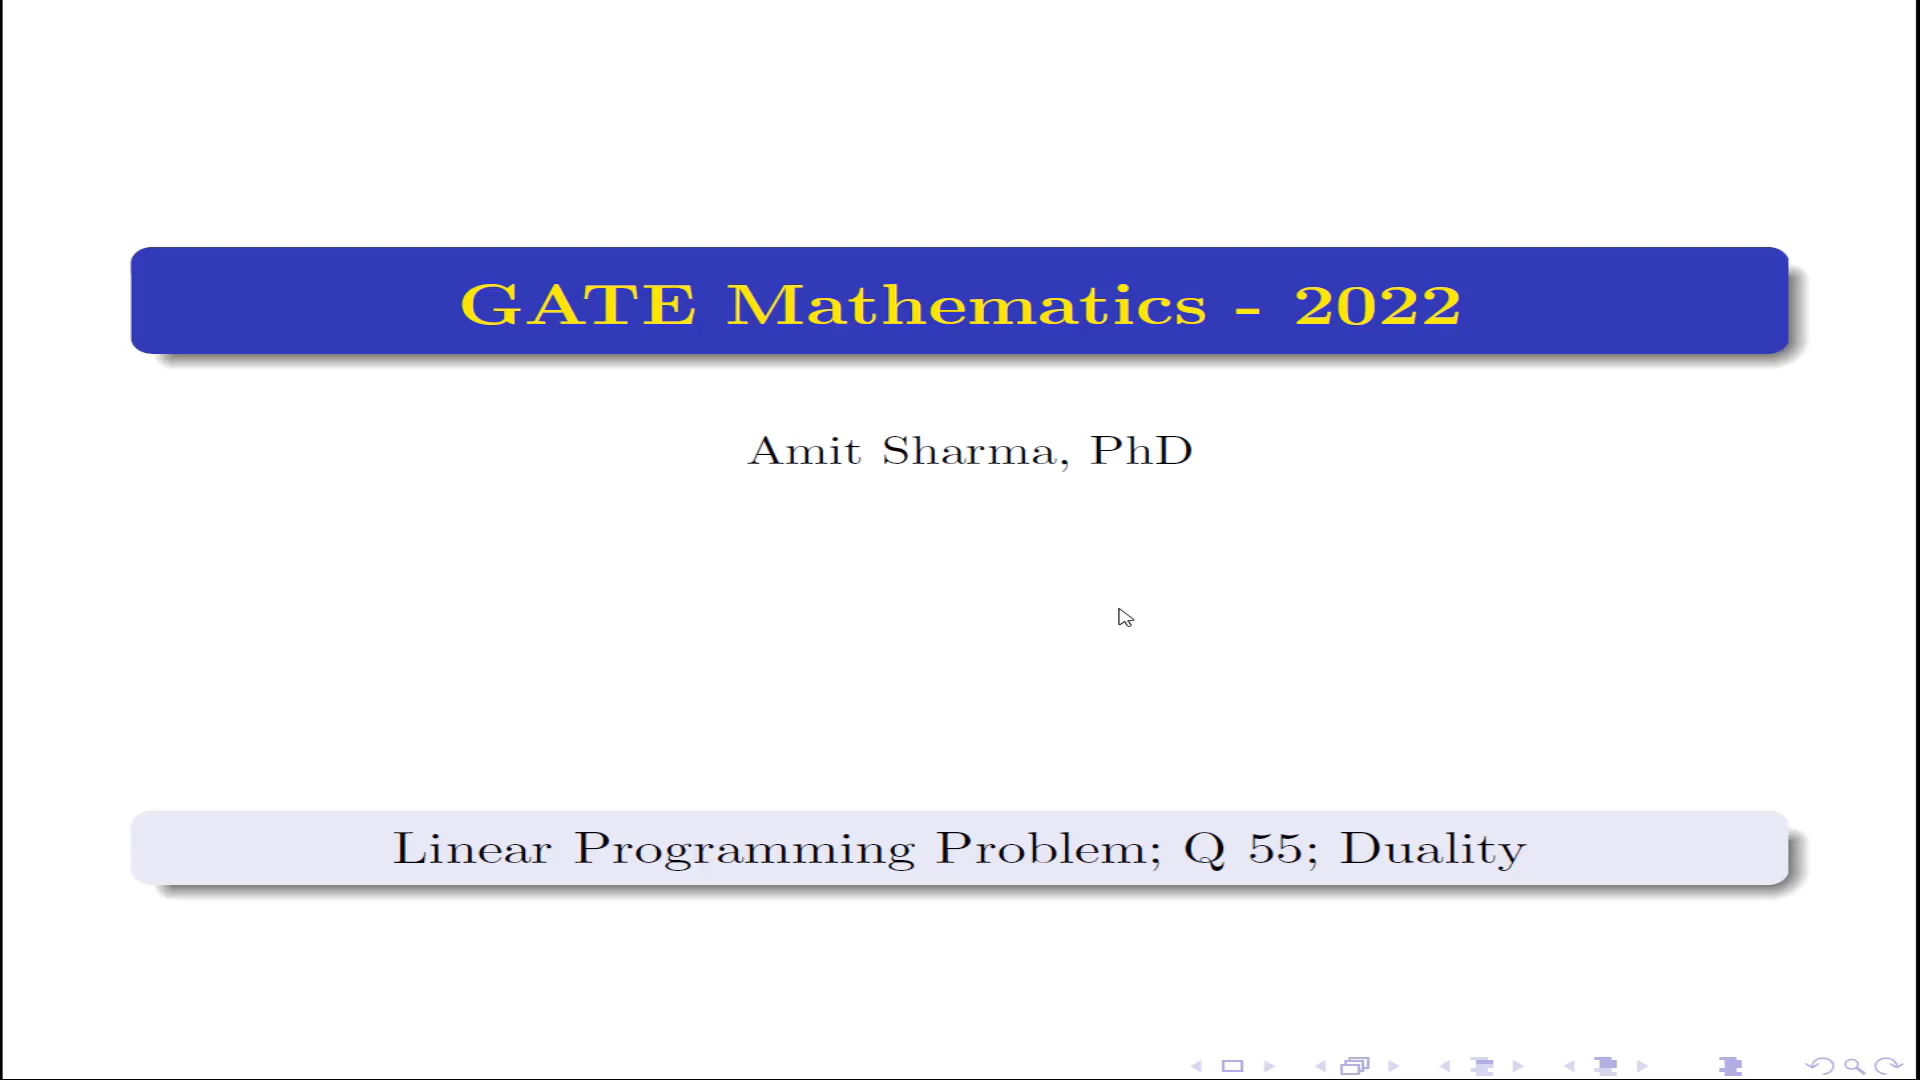 GATE Mathematics - 2022
Amit Sharma, PhD
Linear Programming Problem; Q 55; Duality